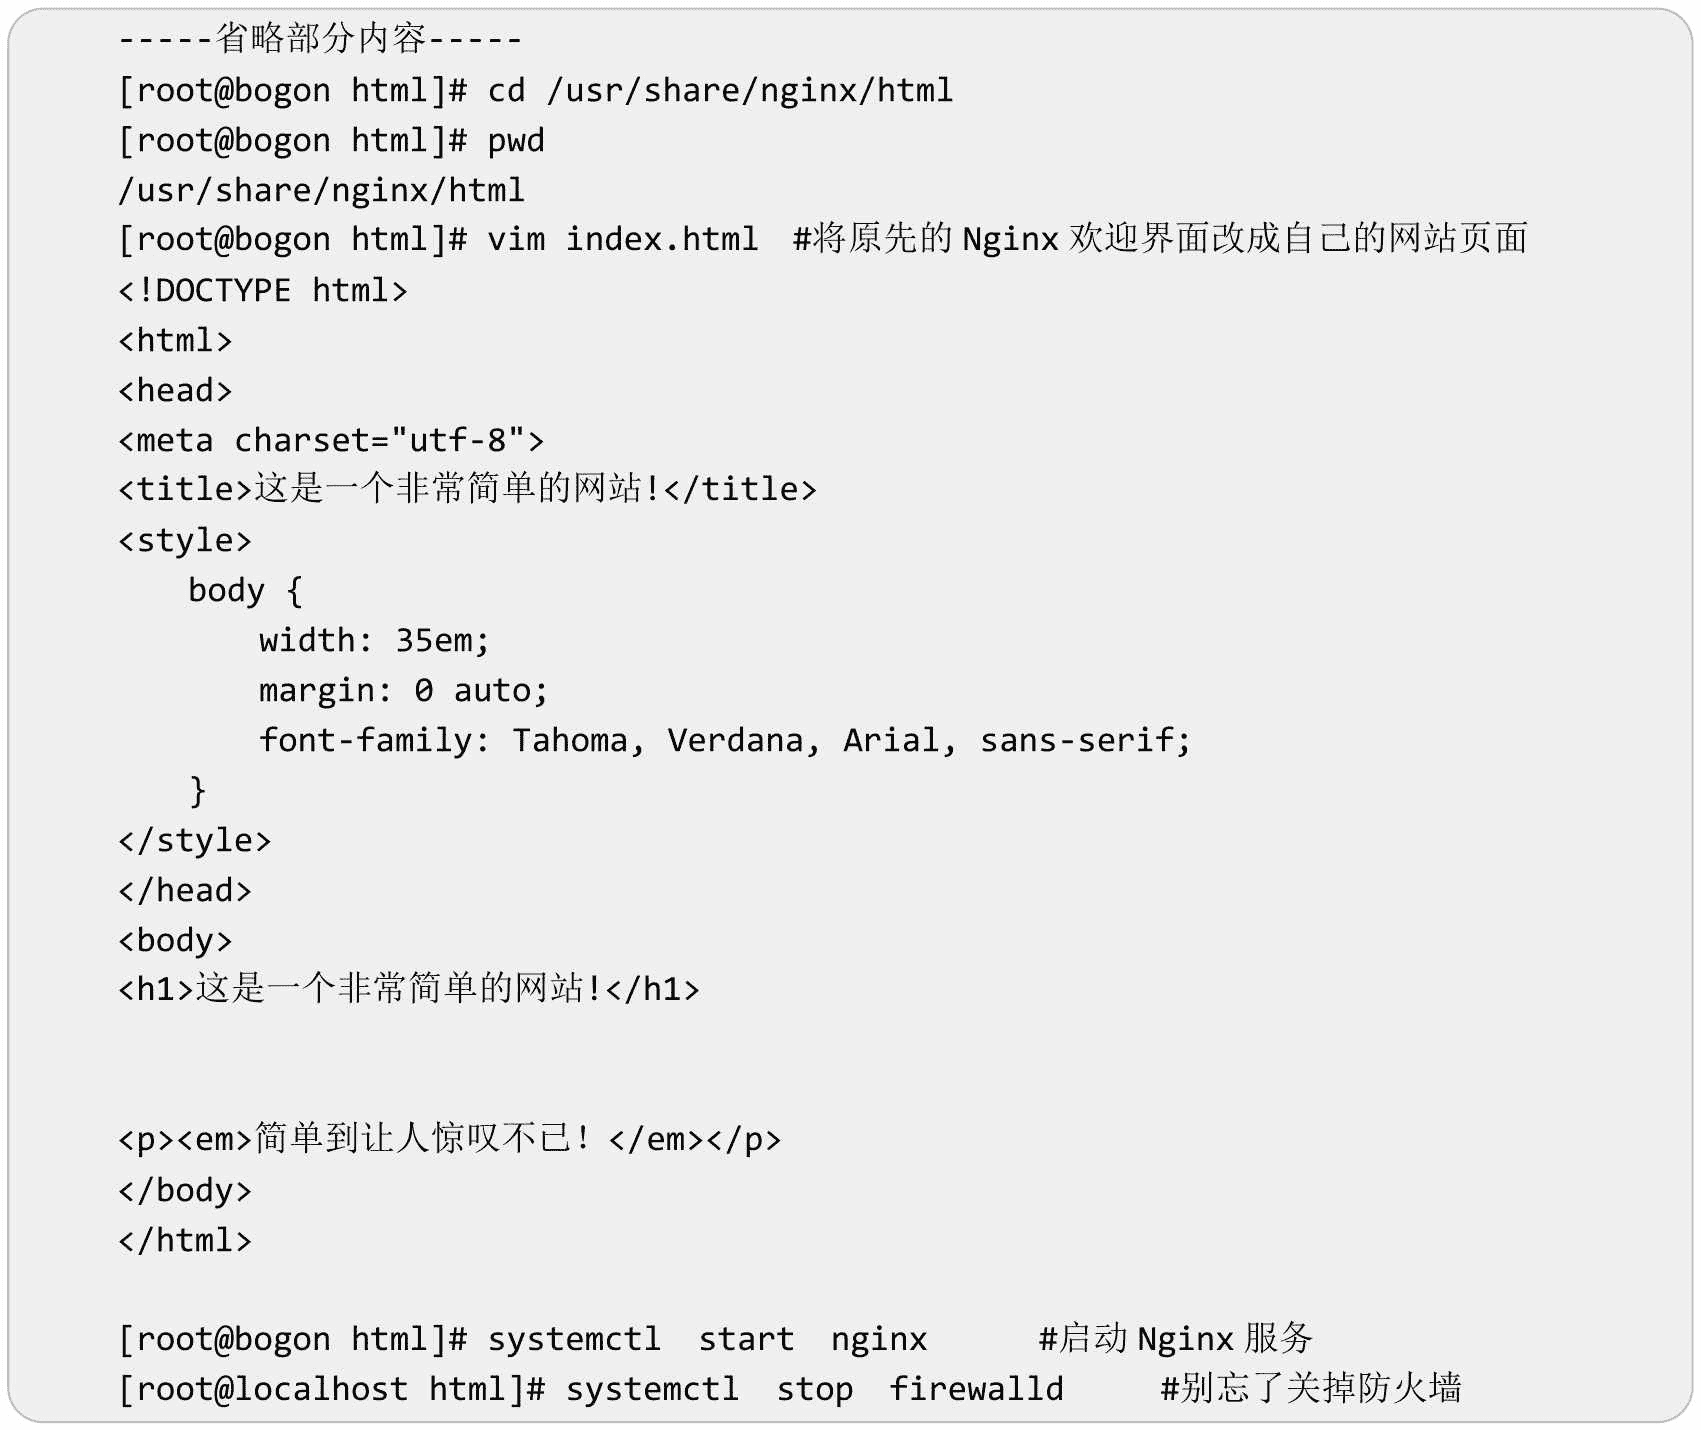 -----省略部分内容-----
[root@bogon html]# cd /usr/share/nginx/html
[root@bogon html]# pwd
/usr/share/nginx/html
[root@bogon html]# vim index.html  #将原先的 Nginx 欢迎界面改成自己的网站页面
<!DOCTYPE html>
<html>
<head>
<meta charset="utf-8">
<title>这是一个非常简单的网站!</title>
<style>
    body {
        width: 35em;
        margin: 0 auto;
        font-family: Tahoma, Verdana, Arial, sans-serif;
    }
</style>
</head>
<body>
<h1>这是一个非常简单的网站!</h1>
<p><em>简单到让人惊叹不已！</em></p>
</body>
</html>
[root@bogon html]# systemctl  start  nginx      #启动 Nginx 服务
[root@localhost html]# systemctl  stop  firewalld     #别忘了关掉防火墙